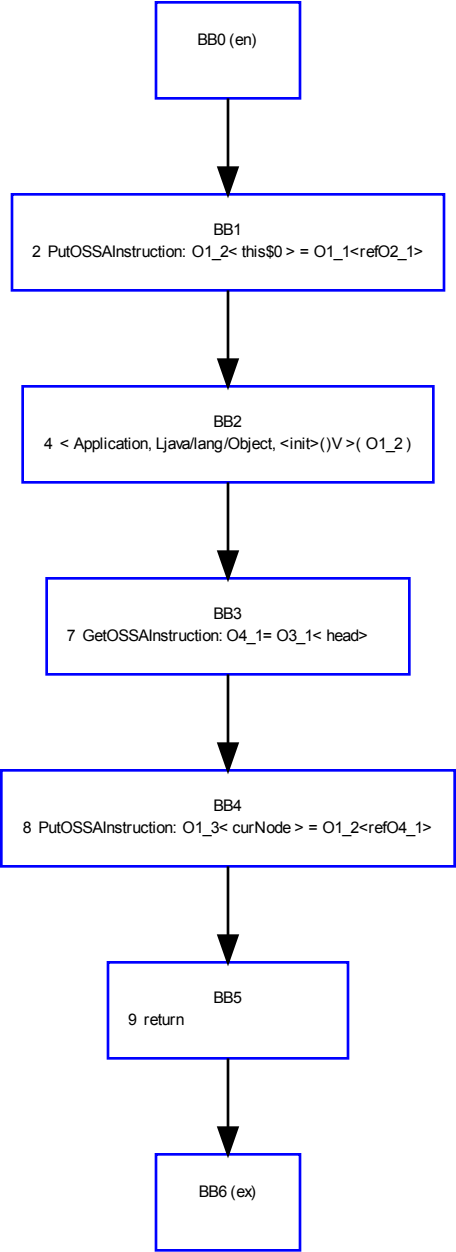 BB0 (en)
BB1
2 PutOSSAInstruction: O1_2< this$0 > = O1_1<refO2_1>
BB2
4 < Application, Ljava/lang/Object, <init>()V >( O1_2 )
BB3
7 GetOSSAInstruction: O4_1= O3_1< head>
BB4
8 PutOSSAInstruction: O1_3< curNode > = O1_2<refO4_1>
BB5
9 return
BB6 (ex)